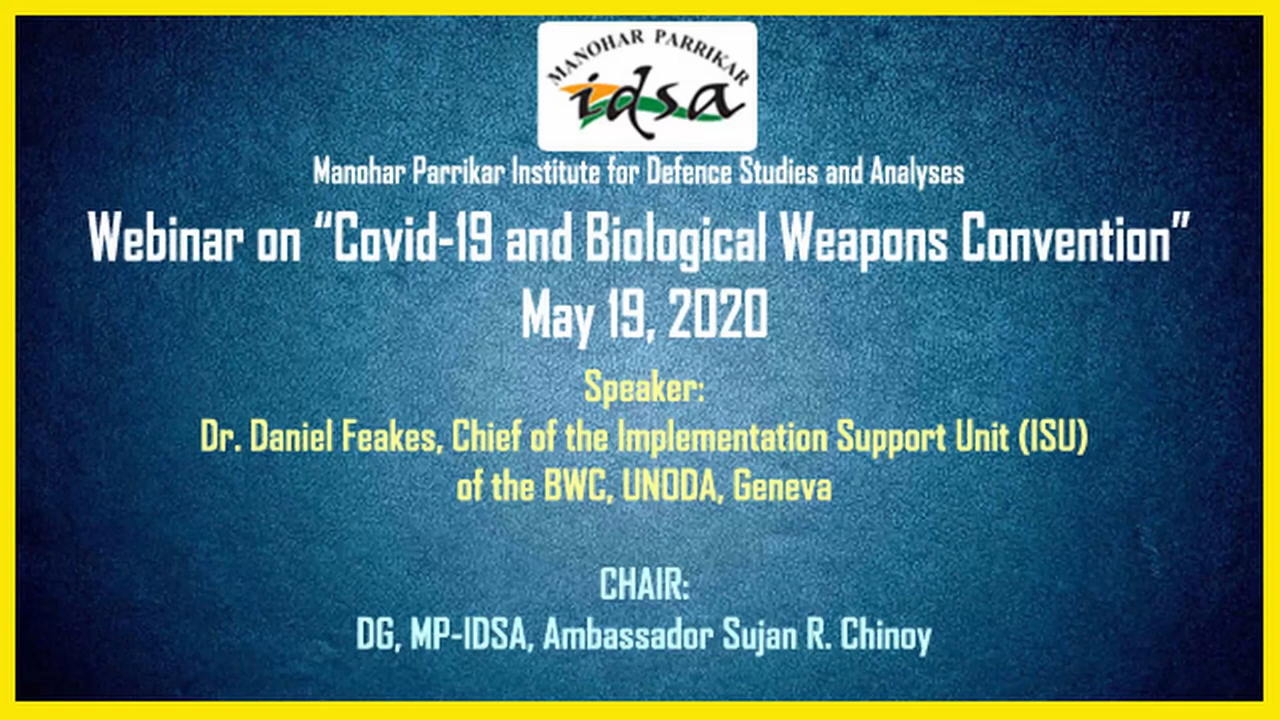 MANOHAR PARRIKAR
idsa
Manohar Parrikar Institute for Defence Studies and Analyses
Webinar on “Covid-19 and Biological Weapons Convention”
May 19, 2020
Speaker:
Dr. Daniel Feakes, Chief of the Implementation Support Unit (ISU)
of the BWC, UNODA, Geneva
CHAIR:
DG, MP-IDSA, Ambassador Sujan R. Chinoy